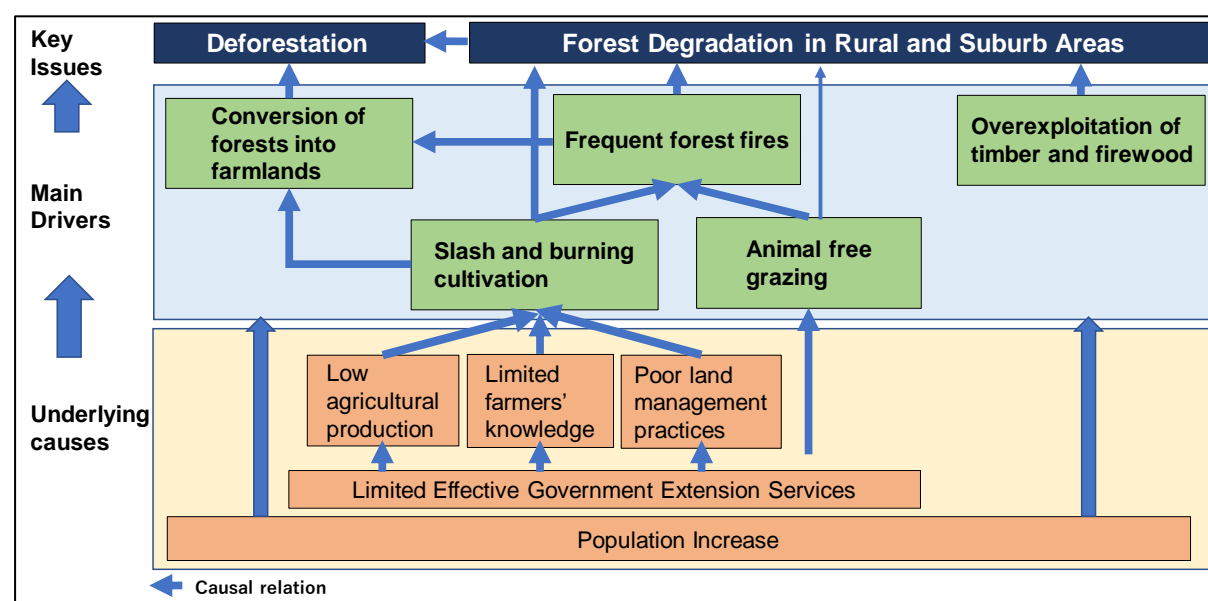 Key
Issues
Deforestation
Forest Degradation in Rural and Suburb Areas
Main
Drivers
Conversion of
forests into
farmlands
Frequent forest fires
Overexploitation of
timber and firewood
Slash and burning
cultivation
Animal free
grazing
Underlying
causes
Low
agricultural
production
Limited
farmers’
knowledge
Poor land
management
practices
Limited Effective Government Extension Services
Population Increase
Causal relation